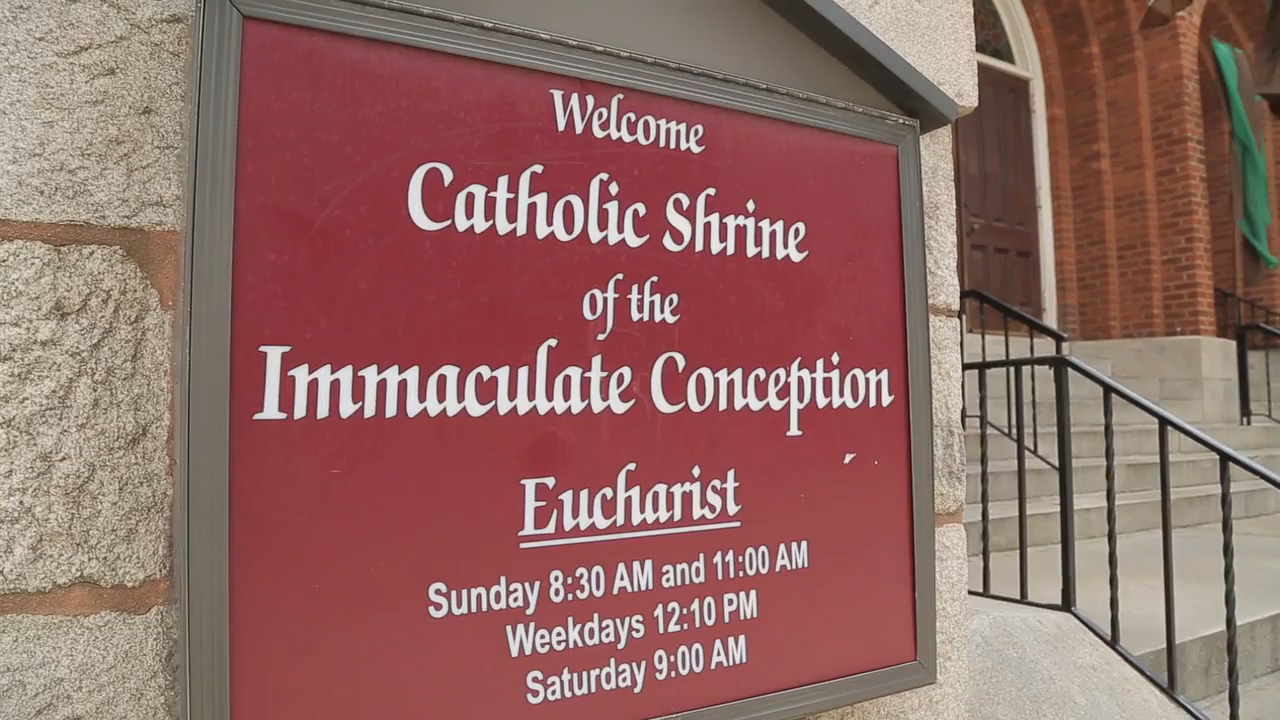 Welcome
Catholic Shrine
of the
Immaculate Conception
Eucharist
Sunday 8:30 AM and 11:00 AM
Weekdays 12:10 PM
Saturday 9:00 AM